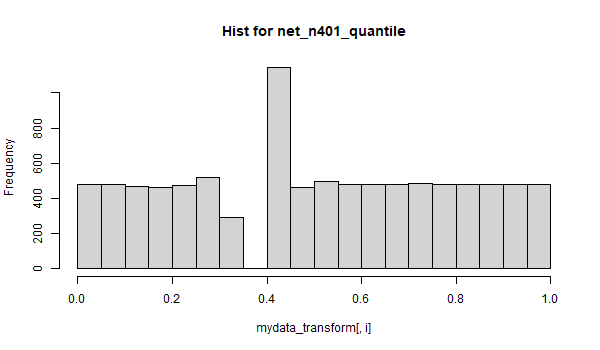 Hist for net_n401_quantile
Frequency
0 200 400 600 800
0.0 0.2 0.4 0.6 0.8 1.0
mydata_transform[, i]